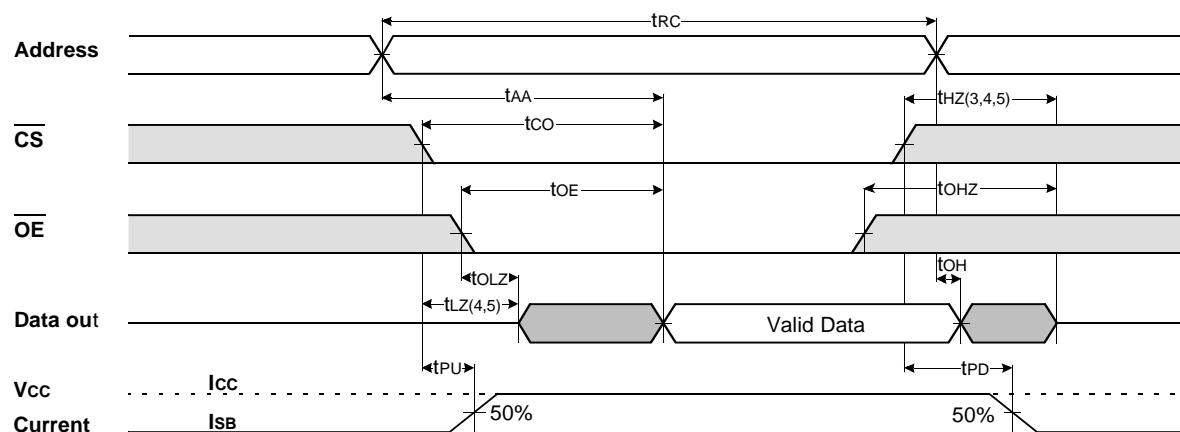 tRC
Address
tAA
tHZ(3,4,5)
CS
tCO
tOE
tOHZ
OE
tOLZ
tOH
tLZ(4,5)
Data out
Valid Data
tPU
tPD
VCC
ICC
50%
50%
Current
ISB